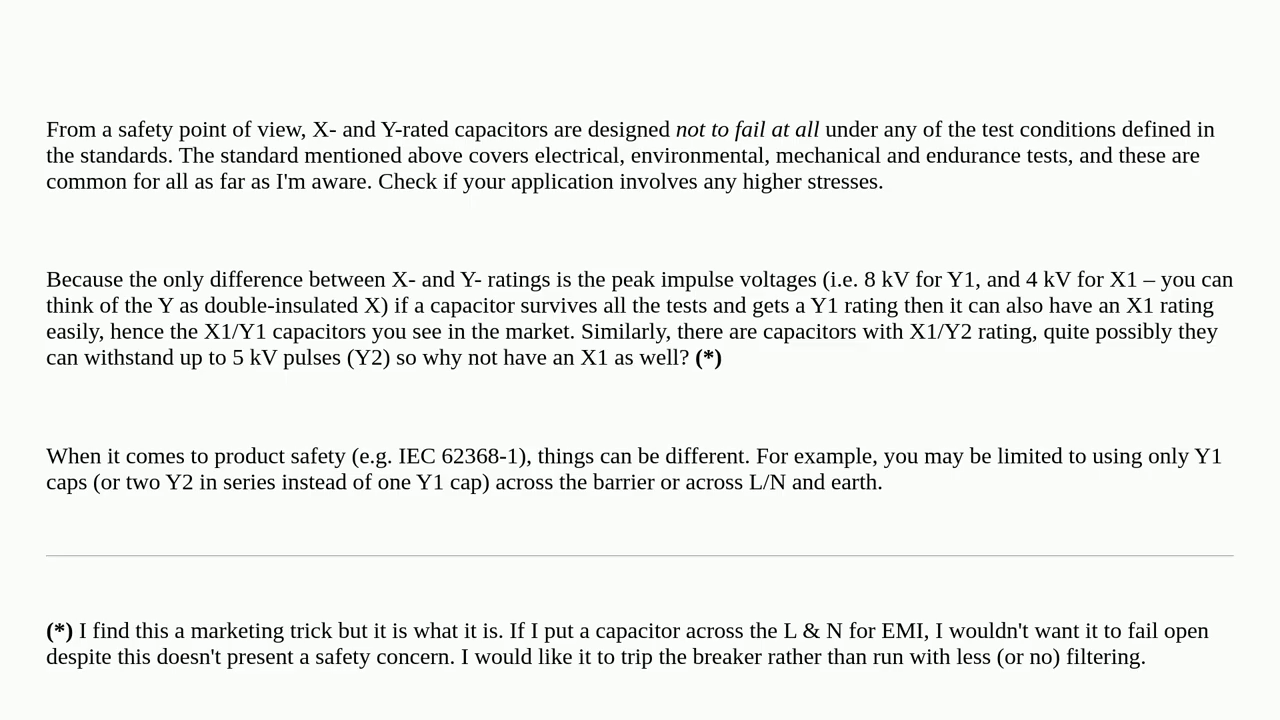 From a safety point of view, X- and Y-rated capacitors are designed not to fail at all under any of the test conditions defined in
the standards. The standard mentioned above covers electrical, environmental, mechanical and endurance tests, and these are
common for all as far as I'm aware. Check if your application involves any higher stresses.
Because the only difference between X- and Y- ratings is the peak impulse voltages (i.e. 8 kV for Y1, and 4 kV for X1 – you can
think of the Y as double-insulated X) if a capacitor survives all the tests and gets a Y1 rating then it can also have an X1 rating
easily, hence the X1/Y1 capacitors you see in the market. Similarly, there are capacitors with X1/Y2 rating, quite possibly they
can withstand up to 5 kV pulses (Y2) so why not have an X1 as well? (*)
When it comes to product safety (e.g. IEC 62368-1), things can be different. For example, you may be limited to using only Y1
caps (or two Y2 in series instead of one Y1 cap) across the barrier or across L/N and earth.
(*) I find this a marketing trick but it is what it is. If I put a capacitor across the L & N for EMI, I wouldn't want it to fail open
despite this doesn't present a safety concern. I would like it to trip the breaker rather than run with less (or no) filtering.